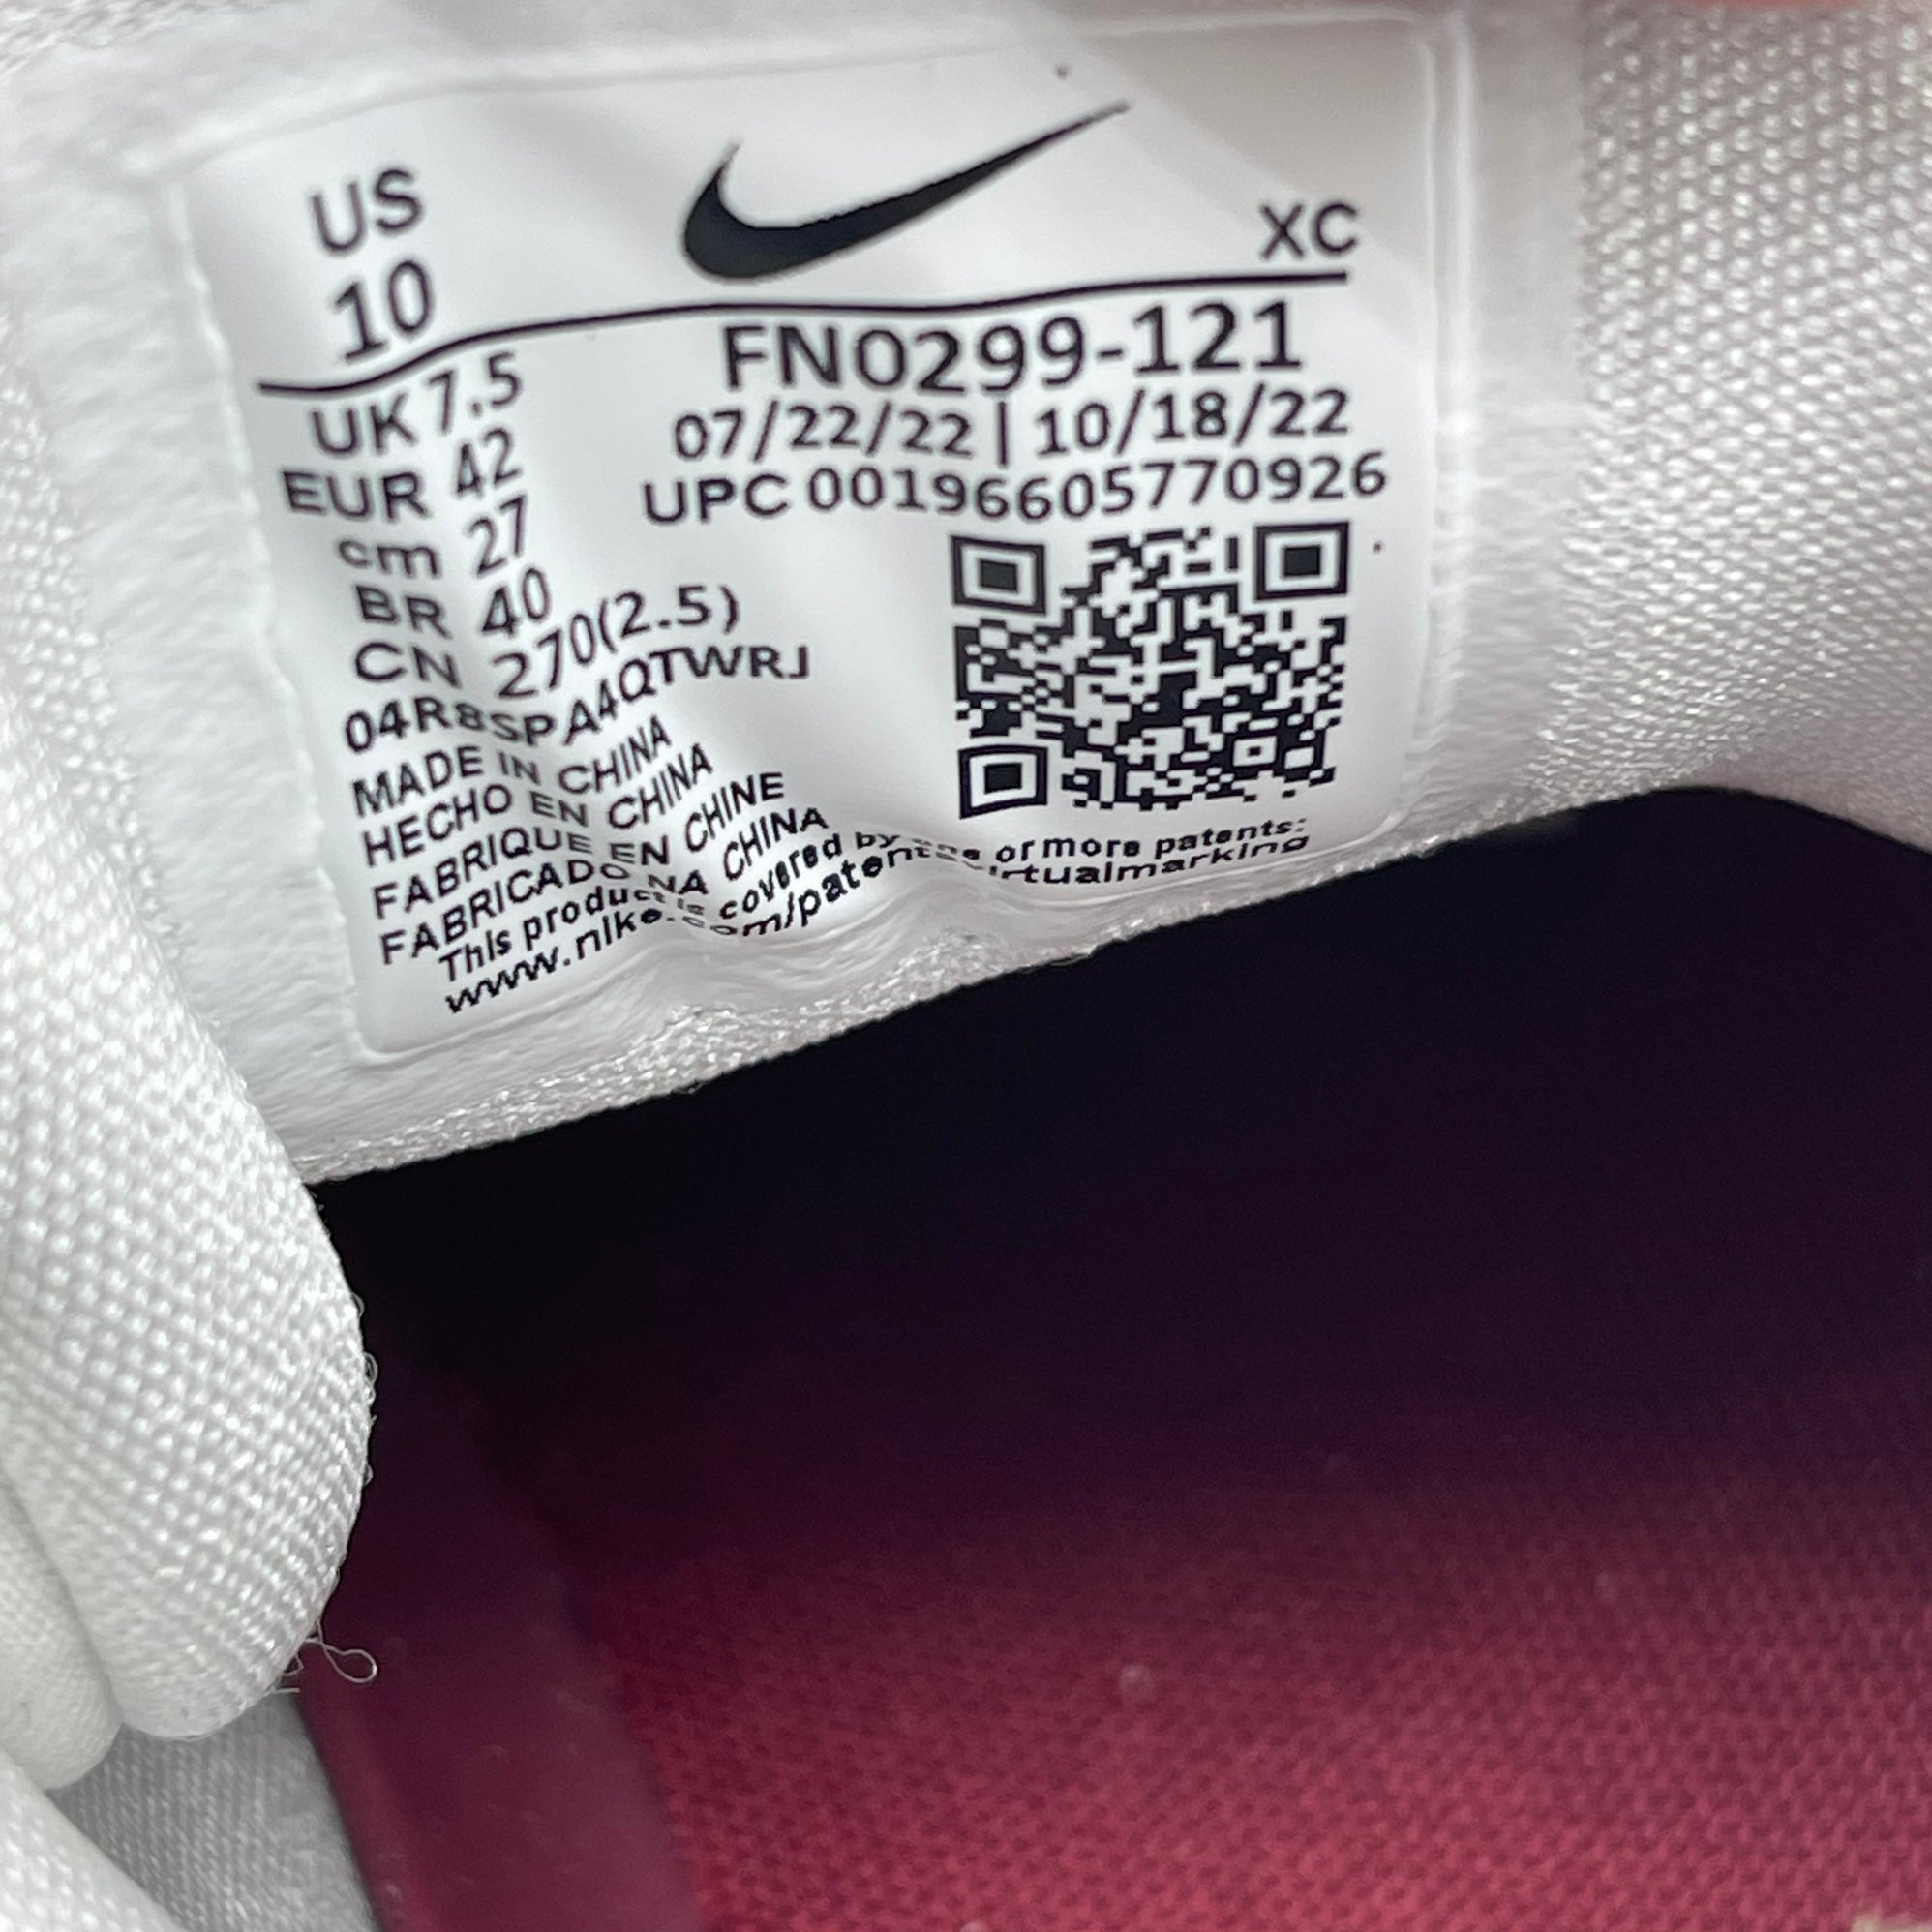 US
10
XC
UK 7.5
EUR 42
cm 27
BR 40
CN 270(2.5)
04R8SPA4QTWRJ
MADE IN CHINA
HECHO EN CHINA
FABRIQUE EN CHINE
FABRICADO NA CHINA
FN0299-121
07/22/22 | 10/18/22
UPC 00196605770926
This product is covered by one or more patents:
www.nike.com/patents virtualmarking